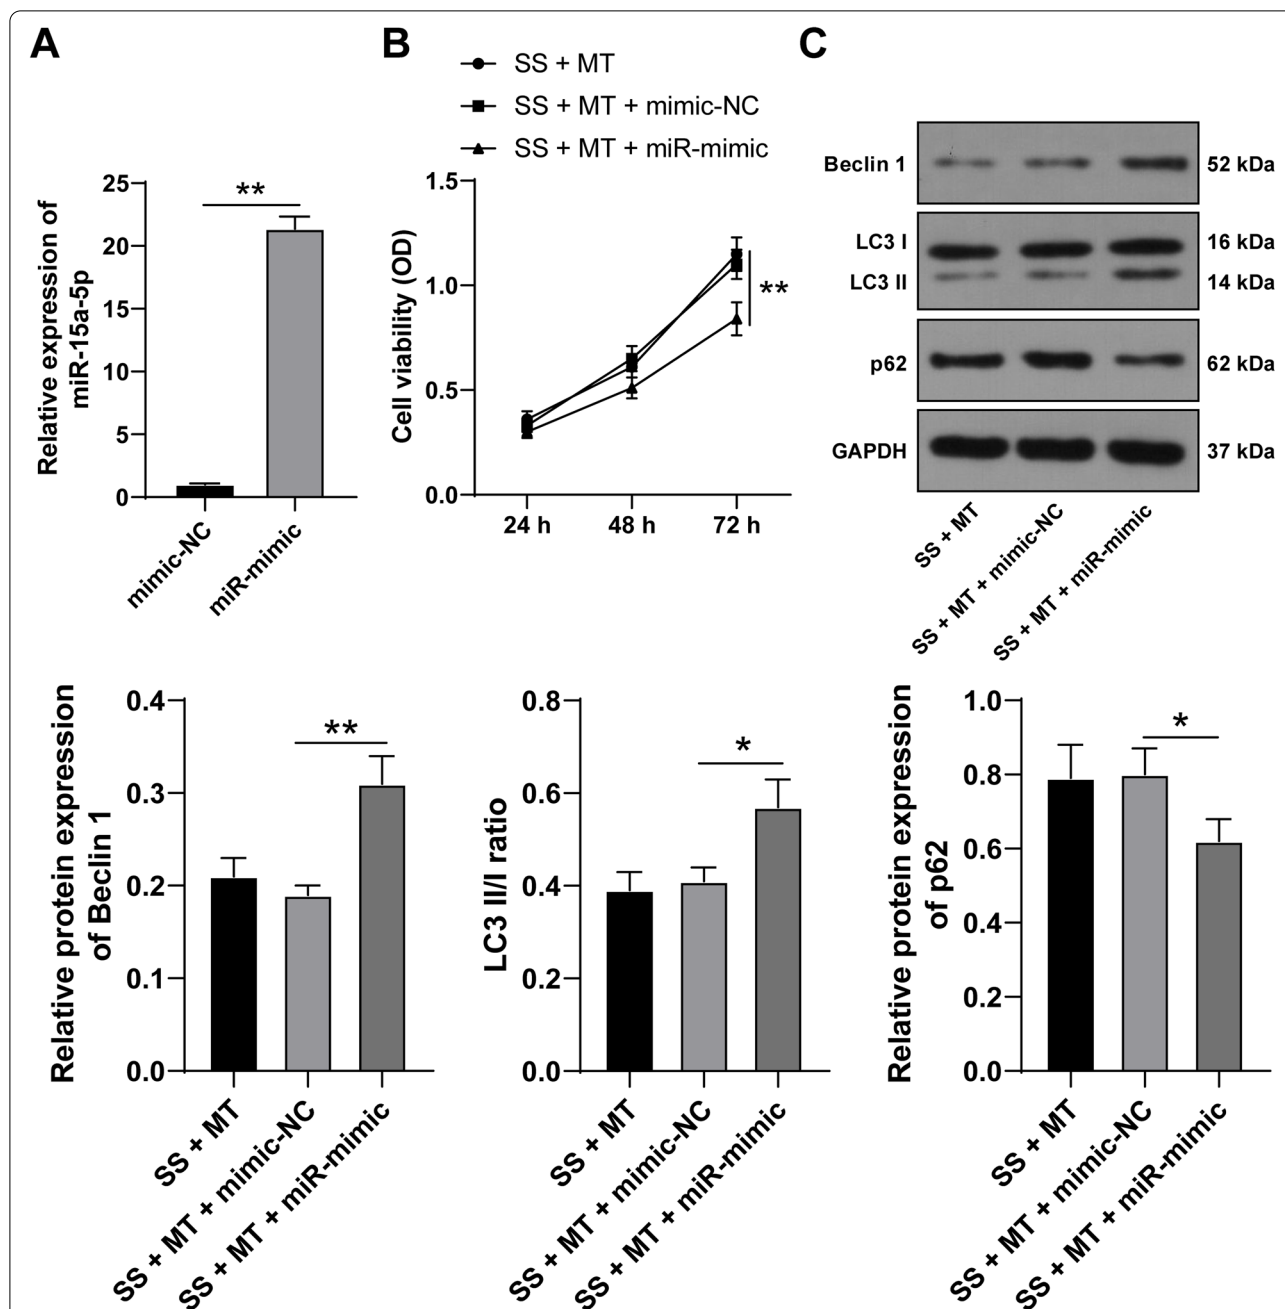 A
Relative expression of
miR-15a-5p
25
20
15
10
5
0
**
mimic-NC
miR-mimic
B
SS + MT
SS + MT + mimic-NC
SS + MT + miR-mimic
Cell viability (OD)
1.5
1.0
0.5
0.0
**
24 h
48 h
72 h
C
Beclin 1
52 kDa
LC3 I
16 kDa
LC3 II
14 kDa
p62
62 kDa
GAPDH
37 kDa
SS + MT
SS + MT + mimic-NC
SS + MT + miR-mimic
Relative protein expression
of Beclin 1
0.4
0.3
0.2
0.1
0.0
**
SS + MT
SS + MT + mimic-NC
SS + MT + miR-mimic
LC3 II/I ratio
0.8
0.6
0.4
0.2
0.0
*
SS + MT
SS + MT + mimic-NC
SS + MT + miR-mimic
Relative protein expression
of p62
1.0
0.8
0.6
0.4
0.2
0.0
*
SS + MT
SS + MT + mimic-NC
SS + MT + miR-mimic